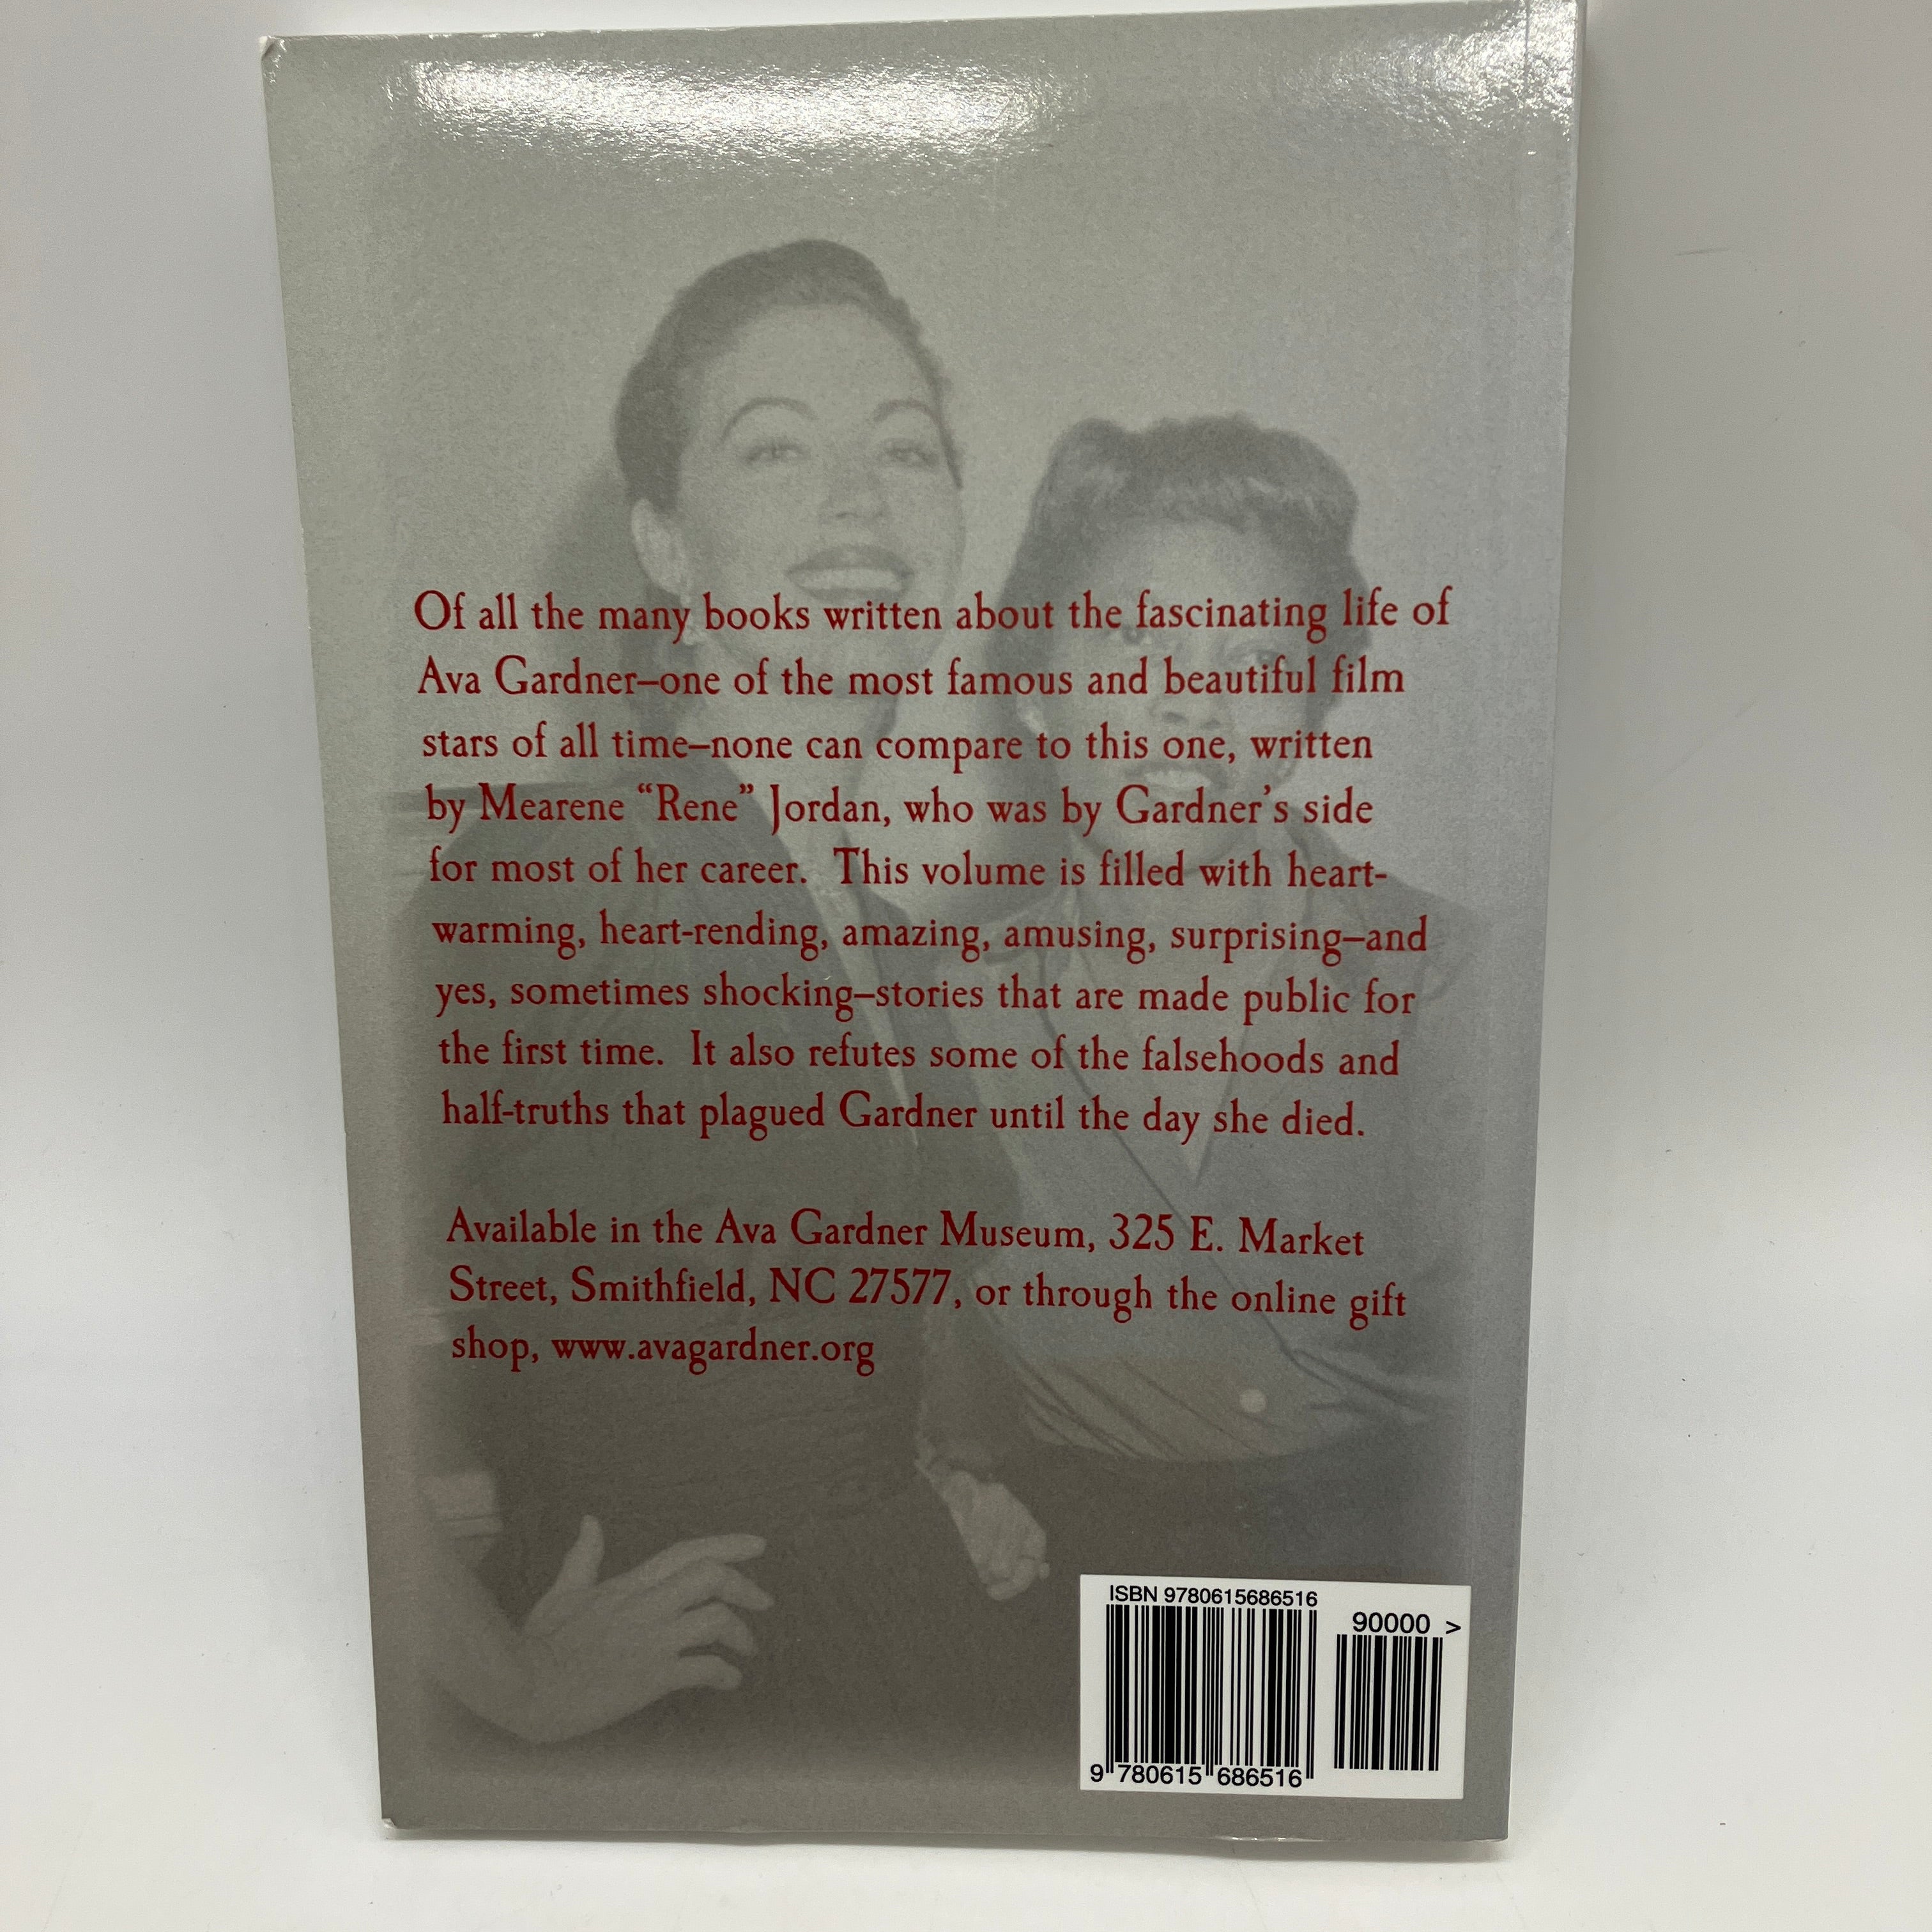 Of all the many books written about the fascinating life of
Ava Gardner–one of the most famous and beautiful film
stars of all time–none can compare to this one, written
by Mearene “Rene” Jordan, who was by Gardner’s side
for most of her career. This volume is filled with heart-
warming, heart-rending, amazing, amusing, surprising–and
yes, sometimes shocking–stories that are made public for
the first time. It also refutes some of the falsehoods and
half-truths that plagued Gardner until the day she died.
Available in the Ava Gardner Museum, 325 E. Market
Street, Smithfield, NC 27577, or through the online gift
shop, www.avagardner.org
ISBN 9780615686516
90000 >
9 780615 686516